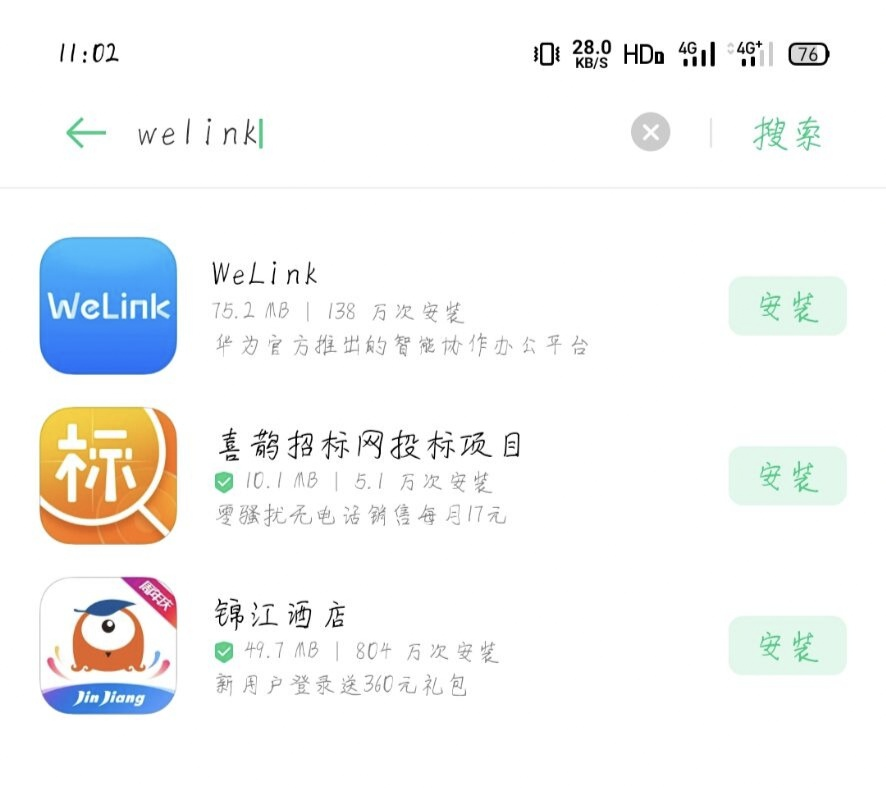 11:02 28.0 KB/S HD 4G 4G+ 76
welink 搜索
WeLink
WeLink
75.2 MB | 138 万次安装
华为官方推出的智能协作办公平台
安装
标
喜鹊招标网投标项目
10.1 MB | 5.1 万次安装
零骚扰无电话销售每月17元
安装
周年庆
JinJiang
锦江酒店
49.7 MB | 804 万次安装
新用户登录送360元礼包
安装